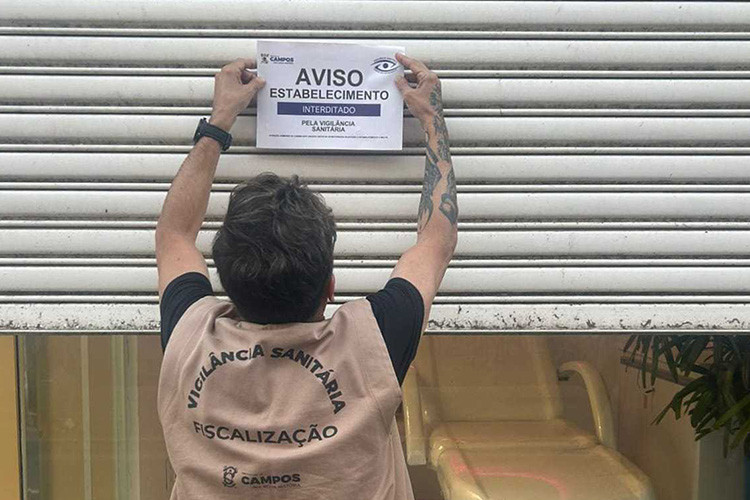 CAMPOS
AVISO
ESTABELECIMENTO
INTERDITADO
PELA VIGILÂNCIA
SANITÁRIA
VIGILÂNCIA SANITÁRIA
FISCALIZAÇÃO
CAMPOS